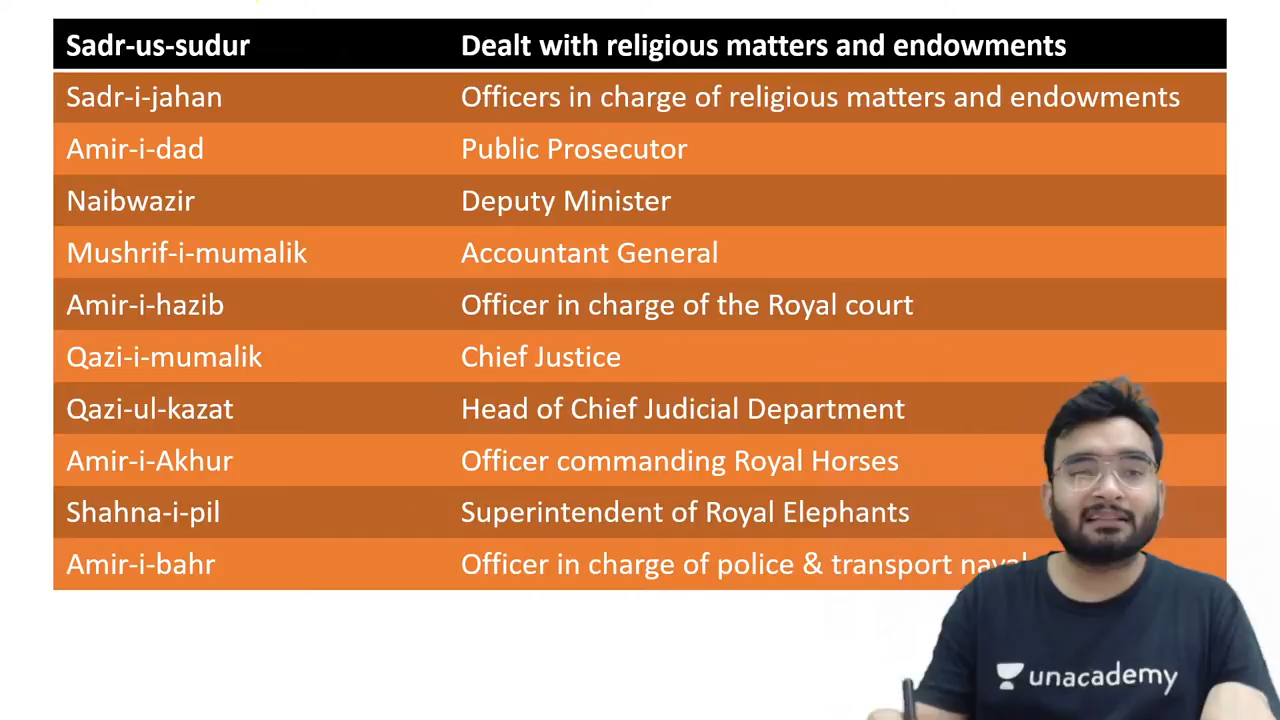 Sadr-us-sudur Dealt with religious matters and endowments
Sadr-i-jahan Officers in charge of religious matters and endowments
Amir-i-dad Public Prosecutor
Naibwazir Deputy Minister
Mushrif-i-mumalik Accountant General
Amir-i-hazib Officer in charge of the Royal court
Qazi-i-mumalik Chief Justice
Qazi-ul-kazat Head of Chief Judicial Department
Amir-i-Akhur Officer commanding Royal Horses
Shahna-i-pil Superintendent of Royal Elephants
Amir-i-bahr Officer in charge of police & transport naval
unacademy